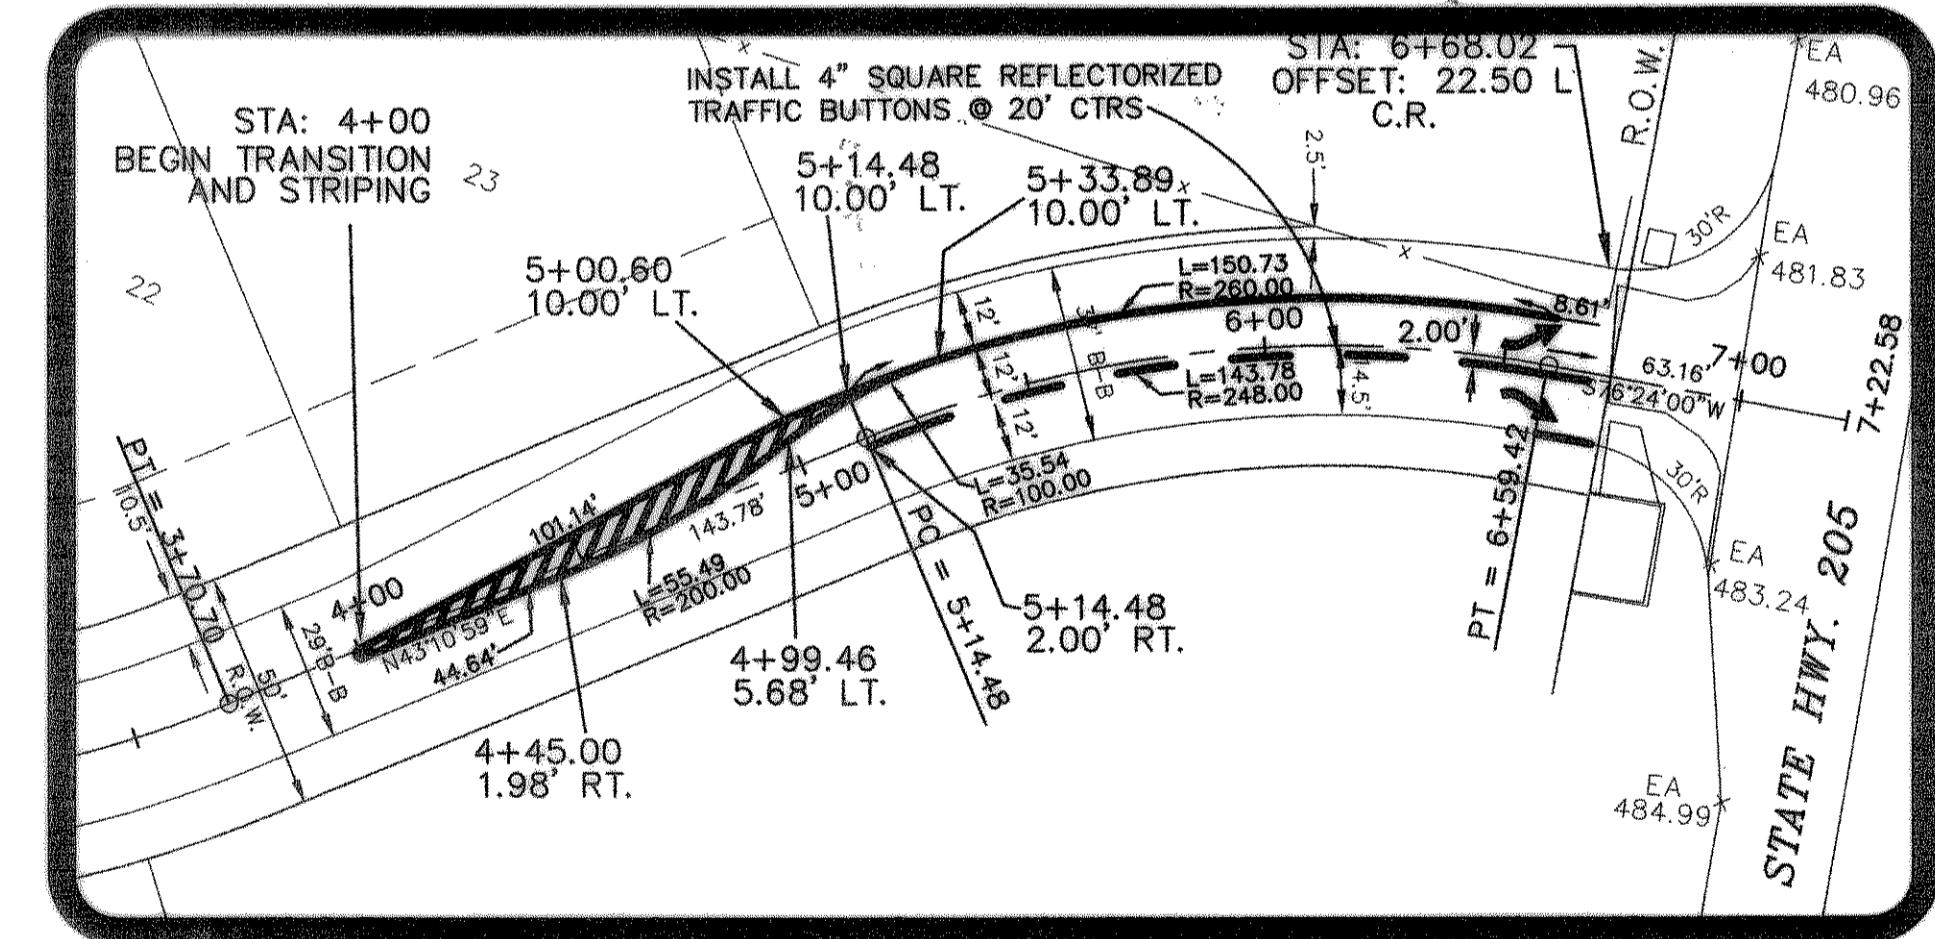 STA: 6+68.02
OFFSET: 22.50 L
C.R.
R.O.W.
EA
480.96
INSTALL 4" SQUARE REFLECTORIZED
TRAFFIC BUTTONS @ 20' CTRS
STA: 4+00
BEGIN TRANSITION
AND STRIPING
23
22
5+14.48
10.00' LT.
5+33.89
10.00' LT.
2.5'
30'R
EA
481.83
5+00.60
10.00' LT.
L=150.73
R=260.00
8.61'
12'
12'
12'
B-B
6+00
2.00'
L=143.78
R=248.00
4.5'
63.16'
7+00
S76°24'00"W
7+22.58
PT = 3+70.70
10.5'
101.14'
143.78'
5+00
L=35.54
R=100.00
PC = 5+14.48
PT = 6+59.42
30'R
4+00
N43°10'59"E
44.64'
L=55.49
R=200.00
29'B-B
50'
R.O.W.
4+99.46
5.68' LT.
5+14.48
2.00' RT.
4+45.00
1.98' RT.
EA
483.24
EA
484.99
STATE HWY. 205